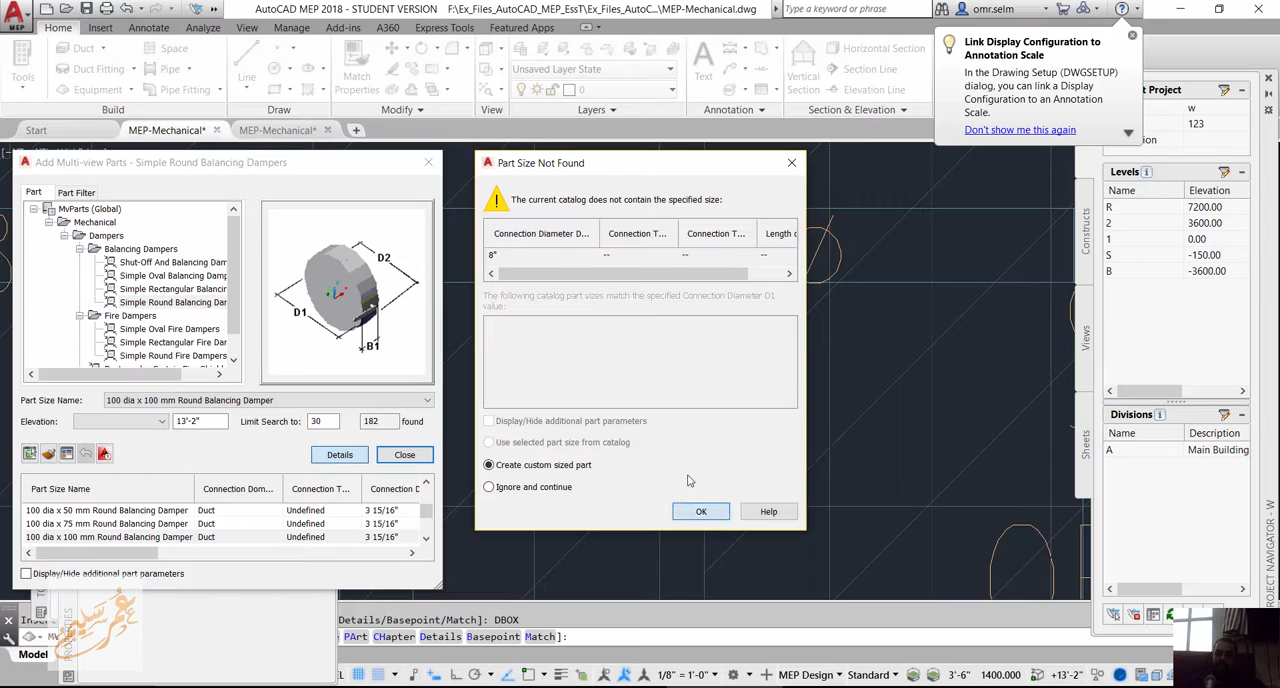 AutoCAD MEP 2018 - STUDENT VERSION F:\Ex_Files_AutoCAD_MEP_EssT\Ex_Files_AutoC...\MEP-Mechanical.dwg Type a keyword or phrase omr.selm
MEP Home Insert Annotate Analyze View Manage Add-ins A360 Express Tools Featured Apps
Tools
Duct Space
Duct Fitting Pipe
Equipment Pipe Fitting
Build
Line
Draw
Match
Properties
Modify
View
Unsaved Layer State
0
Layers
Text
Annotation
Vertical
Section
Horizontal Section
Section Line
Elevation Line
Section & Elevation
Link Display Configuration to
Annotation Scale
In the Drawing Setup (DWGSETUP)
dialog, you can link a Display
Configuration to an Annotation
Scale.
Don't show me this again
Start MEP-Mechanical* MEP-Mechanical*
Add Multi-view Parts - Simple Round Balancing Dampers
Part Part Filter
MvParts (Global)
Mechanical
Dampers
Balancing Dampers
Shut-Off And Balancing Damp
Simple Oval Balancing Damp
Simple Rectangular Balancing
Simple Round Balancing Dar
Fire Dampers
Simple Oval Fire Dampers
Simple Rectangular Fire Damp
Simple Round Fire Dampers
D2
D1
B1
Part Size Name: 100 dia x 100 mm Round Balancing Damper
Elevation: 13'-2" Limit Search to: 30 182 found
Details Close
Part Size Name Connection Dom... Connection T... Connection D
100 dia x 50 mm Round Balancing Damper Duct Undefined 3 15/16"
100 dia x 75 mm Round Balancing Damper Duct Undefined 3 15/16"
100 dia x 100 mm Round Balancing Damper Duct Undefined 3 15/16"
Display/Hide additional part parameters
Part Size Not Found
The current catalog does not contain the specified size:
Connection Diameter D... Connection T... Connection T... Length o
8" -- -- --
The following catalog part sizes match the specified Connection Diameter D1
value:
Display/Hide additional part parameters
Use selected part size from catalog
Create custom sized part
Ignore and continue
OK Help
Project
w
123
Levels
Name Elevation
R 7200.00
2 3600.00
1 0.00
S -150.00
B -3600.00
Divisions
Name Description
A Main Building
Constructs
Views
Sheets
PROJECT NAVIGATOR - W
PROPERTIES
عمر سليم
Details/Basepoint/Match]: DBOX
PArt CHapter Details Basepoint Match]:
Model
1/8" = 1'-0" MEP Design Standard 3'-6" 1400.000 +13'-2"